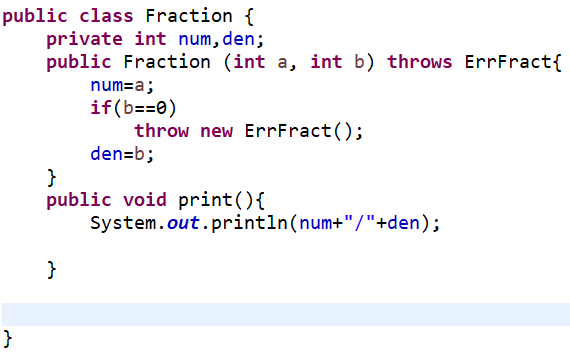 public class Fraction {
    private int num,den;
    public Fraction (int a, int b) throws ErrFract{
        num=a;
        if(b==0)
            throw new ErrFract();
        den=b;
    }
    public void print(){
        System.out.println(num+"/"+den);
    }
}